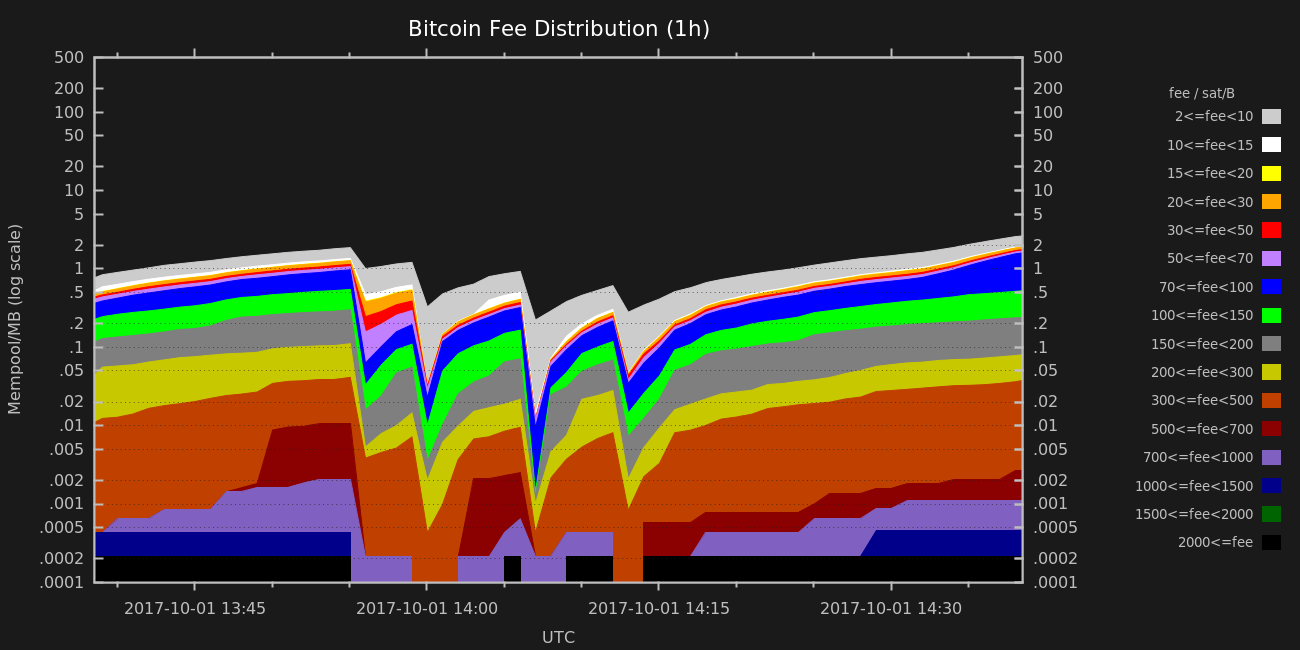 Bitcoin Fee Distribution (1h)
Mempool/MB (log scale)
500
200
100
50
20
10
5
2
1
.5
.2
.1
.05
.02
.01
.005
.002
.001
.0005
.0002
.0001
500
200
100
50
20
10
5
2
1
.5
.2
.1
.05
.02
.01
.005
.002
.001
.0005
.0002
.0001
2017-10-01 13:45
2017-10-01 14:00
2017-10-01 14:15
2017-10-01 14:30
UTC
fee / sat/B
2<=fee<10
10<=fee<15
15<=fee<20
20<=fee<30
30<=fee<50
50<=fee<70
70<=fee<100
100<=fee<150
150<=fee<200
200<=fee<300
300<=fee<500
500<=fee<700
700<=fee<1000
1000<=fee<1500
1500<=fee<2000
2000<=fee